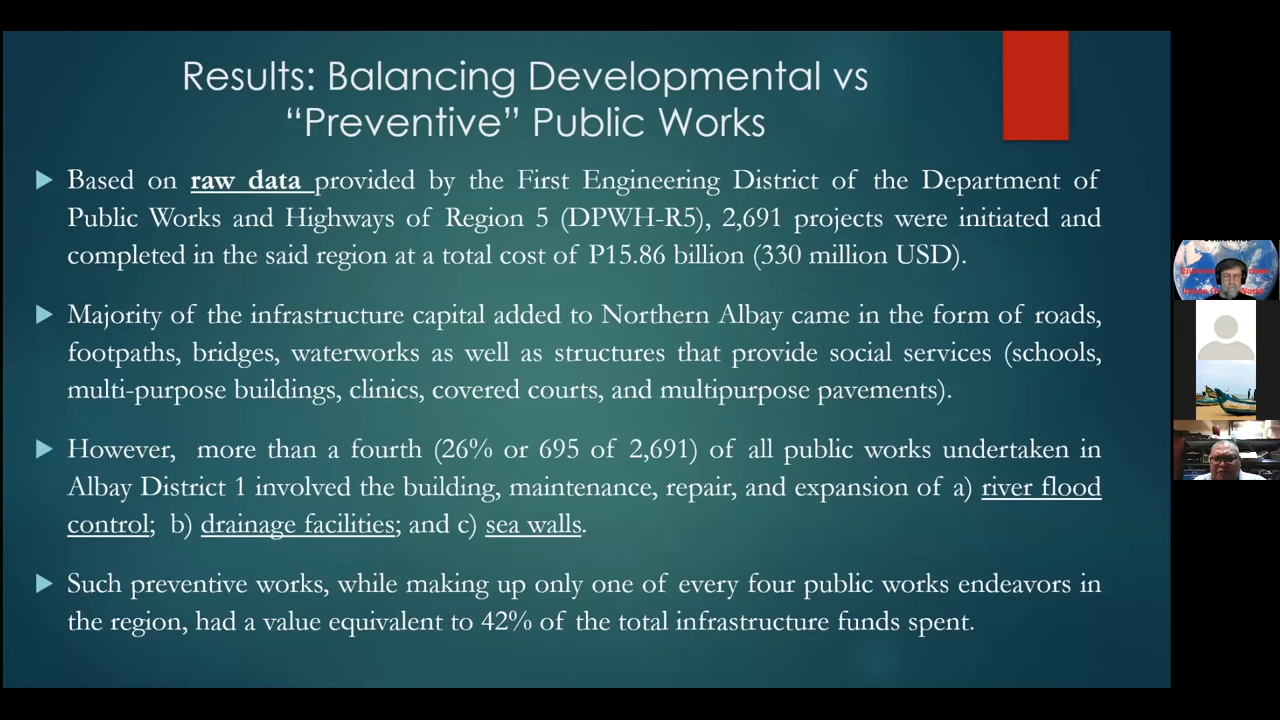 Results: Balancing Developmental vs
“Preventive” Public Works
Based on raw data provided by the First Engineering District of the Department of
Public Works and Highways of Region 5 (DPWH-R5), 2,691 projects were initiated and
completed in the said region at a total cost of P15.86 billion (330 million USD).
Majority of the infrastructure capital added to Northern Albay came in the form of roads,
footpaths, bridges, waterworks as well as structures that provide social services (schools,
multi-purpose buildings, clinics, covered courts, and multipurpose pavements).
However, more than a fourth (26% or 695 of 2,691) of all public works undertaken in
Albay District 1 involved the building, maintenance, repair, and expansion of a) river flood
control; b) drainage facilities; and c) sea walls.
Such preventive works, while making up only one of every four public works endeavors in
the region, had a value equivalent to 42% of the total infrastructure funds spent.